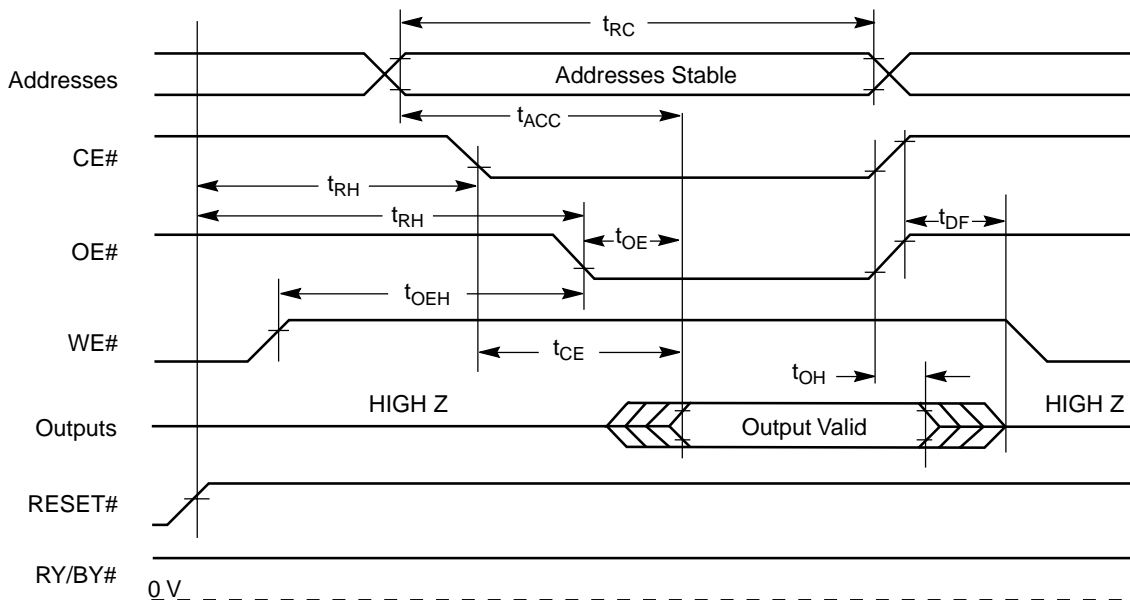 tRC
Addresses
Addresses Stable
tACC
CE#
tRH
tRH
tDF
tOE
OE#
tOEH
WE#
tCE
tOH
HIGH Z
HIGH Z
Outputs
Output Valid
RESET#
RY/BY#
0 V